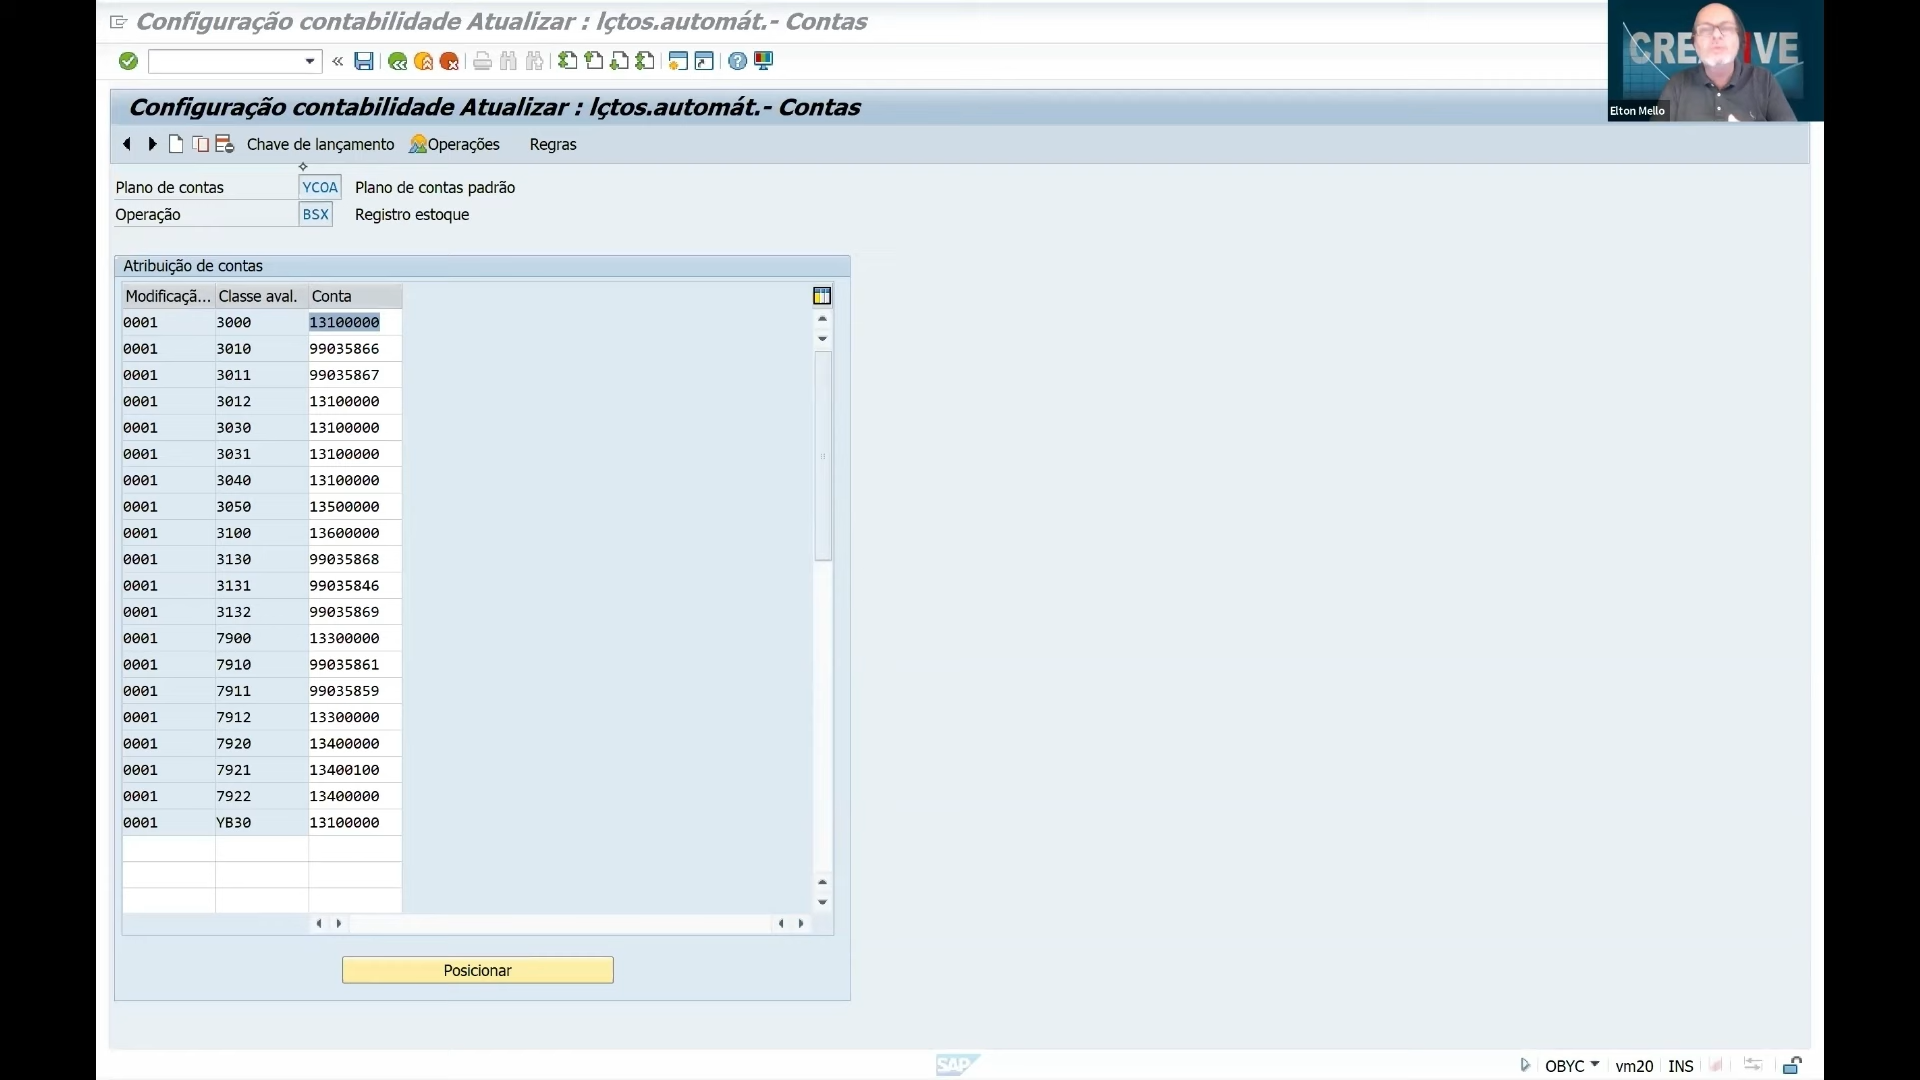 Configuração contabilidade Atualizar : lçtos.automát.- Contas
Configuração contabilidade Atualizar : lçtos.automát.- Contas
Chave de lançamento Operações Regras
Plano de contas YCOA Plano de contas padrão
Operação BSX Registro estoque
Atribuição de contas
Modificaçã... Classe aval. Conta
0001 3000 13100000
0001 3010 99035866
0001 3011 99035867
0001 3012 13100000
0001 3030 13100000
0001 3031 13100000
0001 3040 13100000
0001 3050 13500000
0001 3100 13600000
0001 3130 99035868
0001 3131 99035846
0001 3132 99035869
0001 7900 13300000
0001 7910 99035861
0001 7911 99035859
0001 7912 13300000
0001 7920 13400000
0001 7921 13400100
0001 7922 13400000
0001 YB30 13100000
Posicionar
SAP
OBYC vm20 INS
Elton Mello